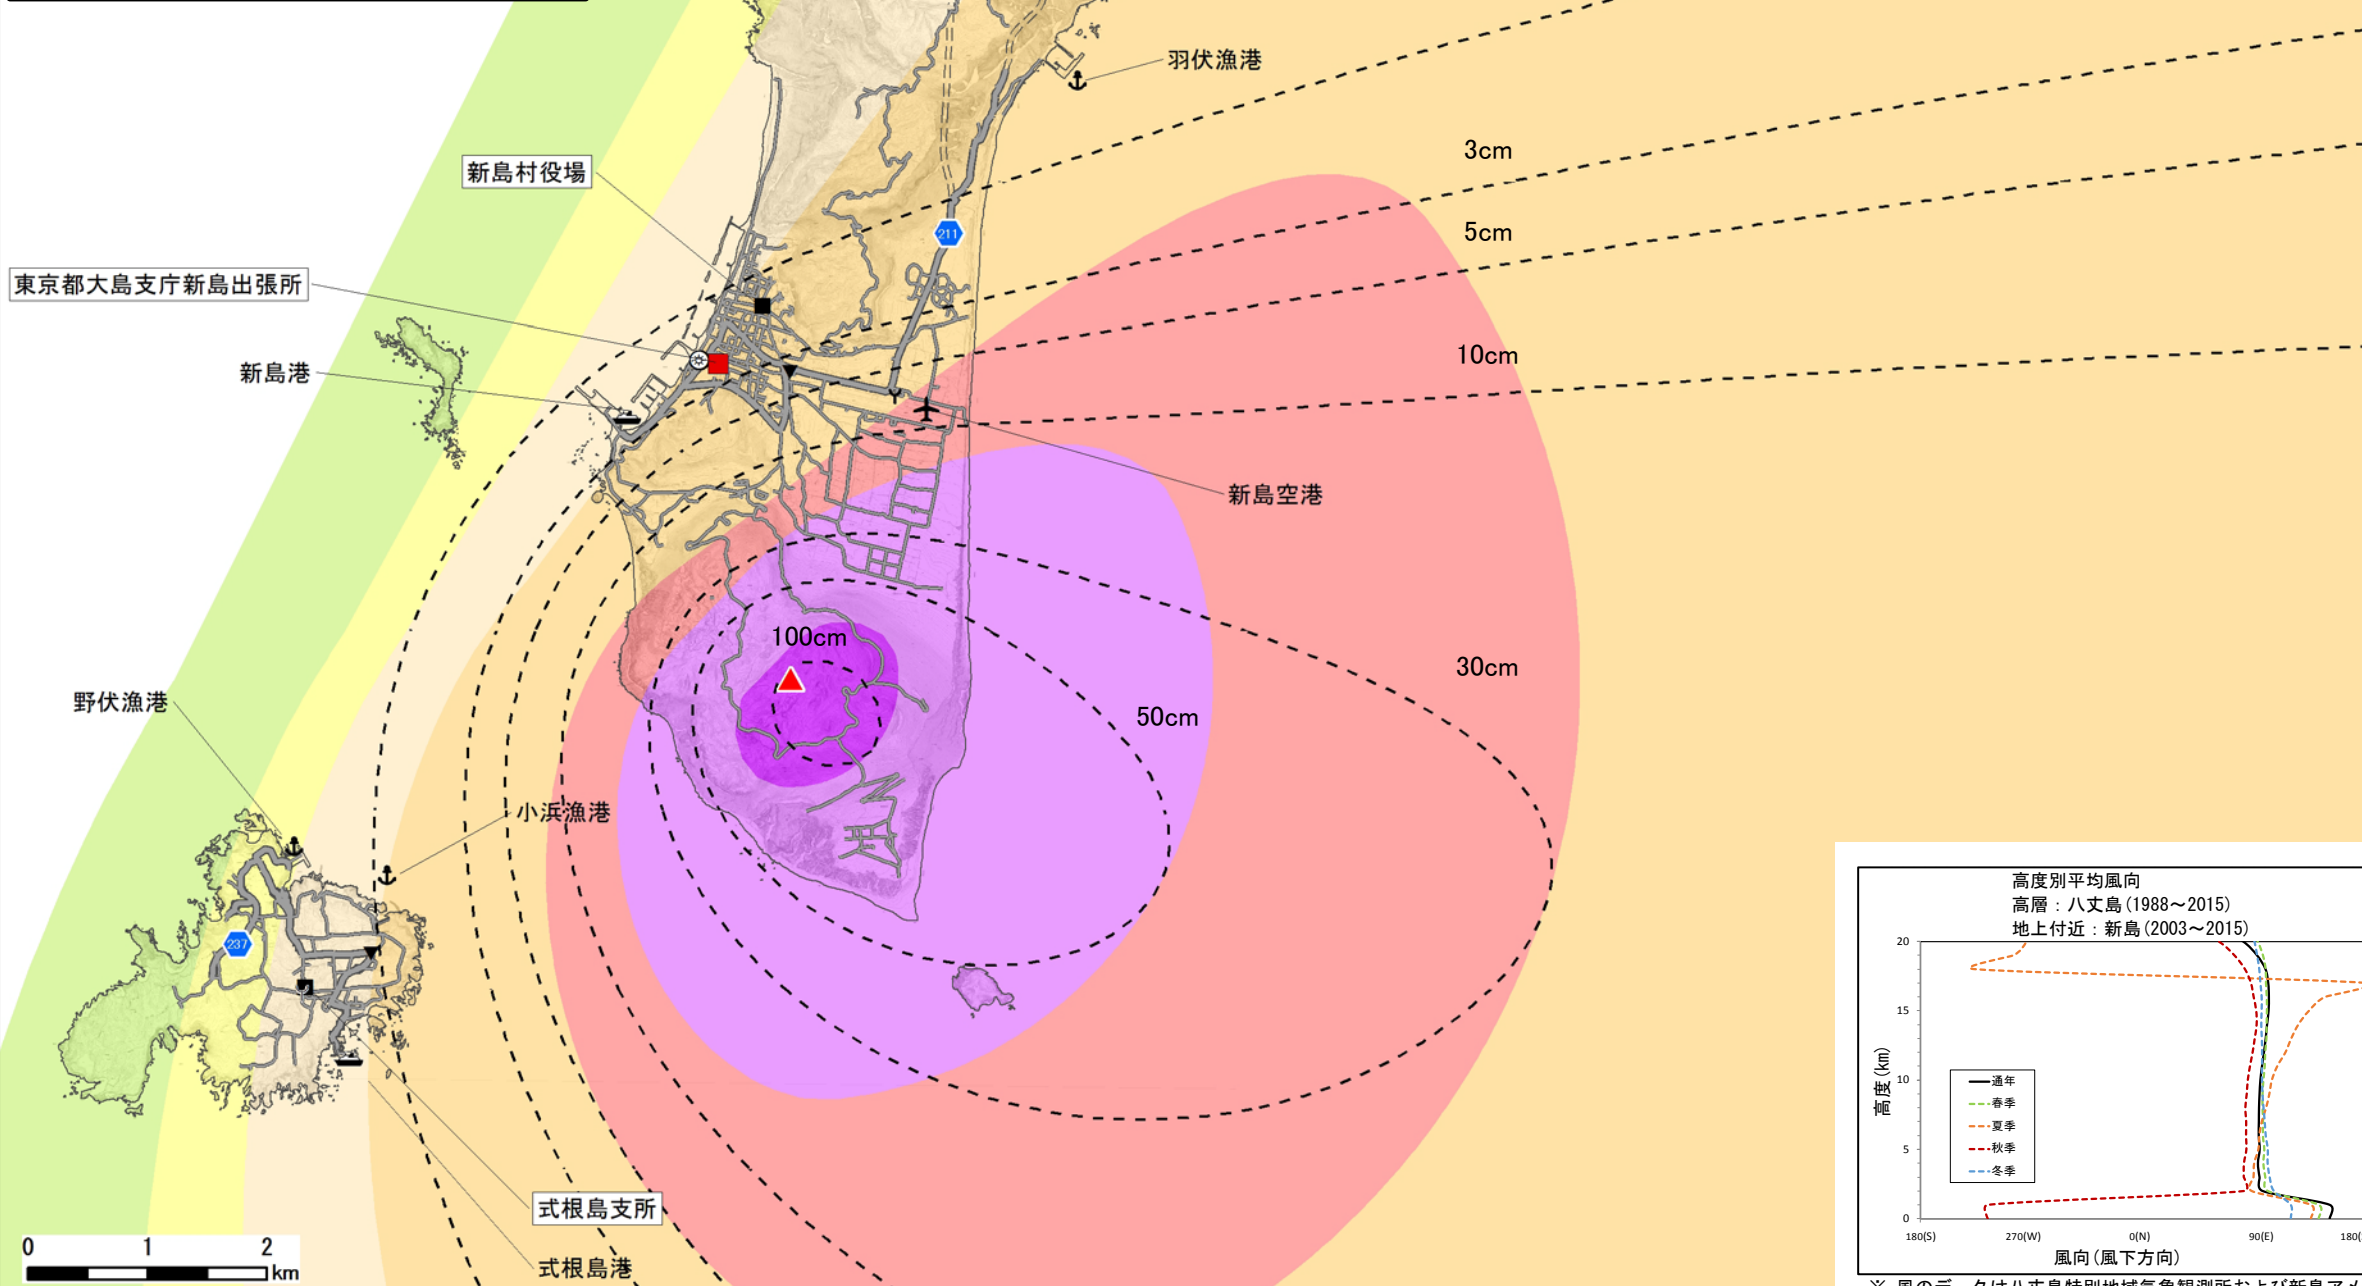 羽伏漁港
3cm
新島村役場
211
5cm
東京都大島支庁新島出張所
10cm
新島港
新島空港
100cm
30cm
野伏漁港
50cm
小浜漁港
237
式根島支所
式根島港
0 1 2
km
高度別平均風向
高層：八丈島(1988～2015)
地上付近：新島(2003～2015)
20
15
10
5
0
高度(km)
通年
春季
夏季
秋季
冬季
180(S) 270(W) 0(N) 90(E)
風向(風下方向)